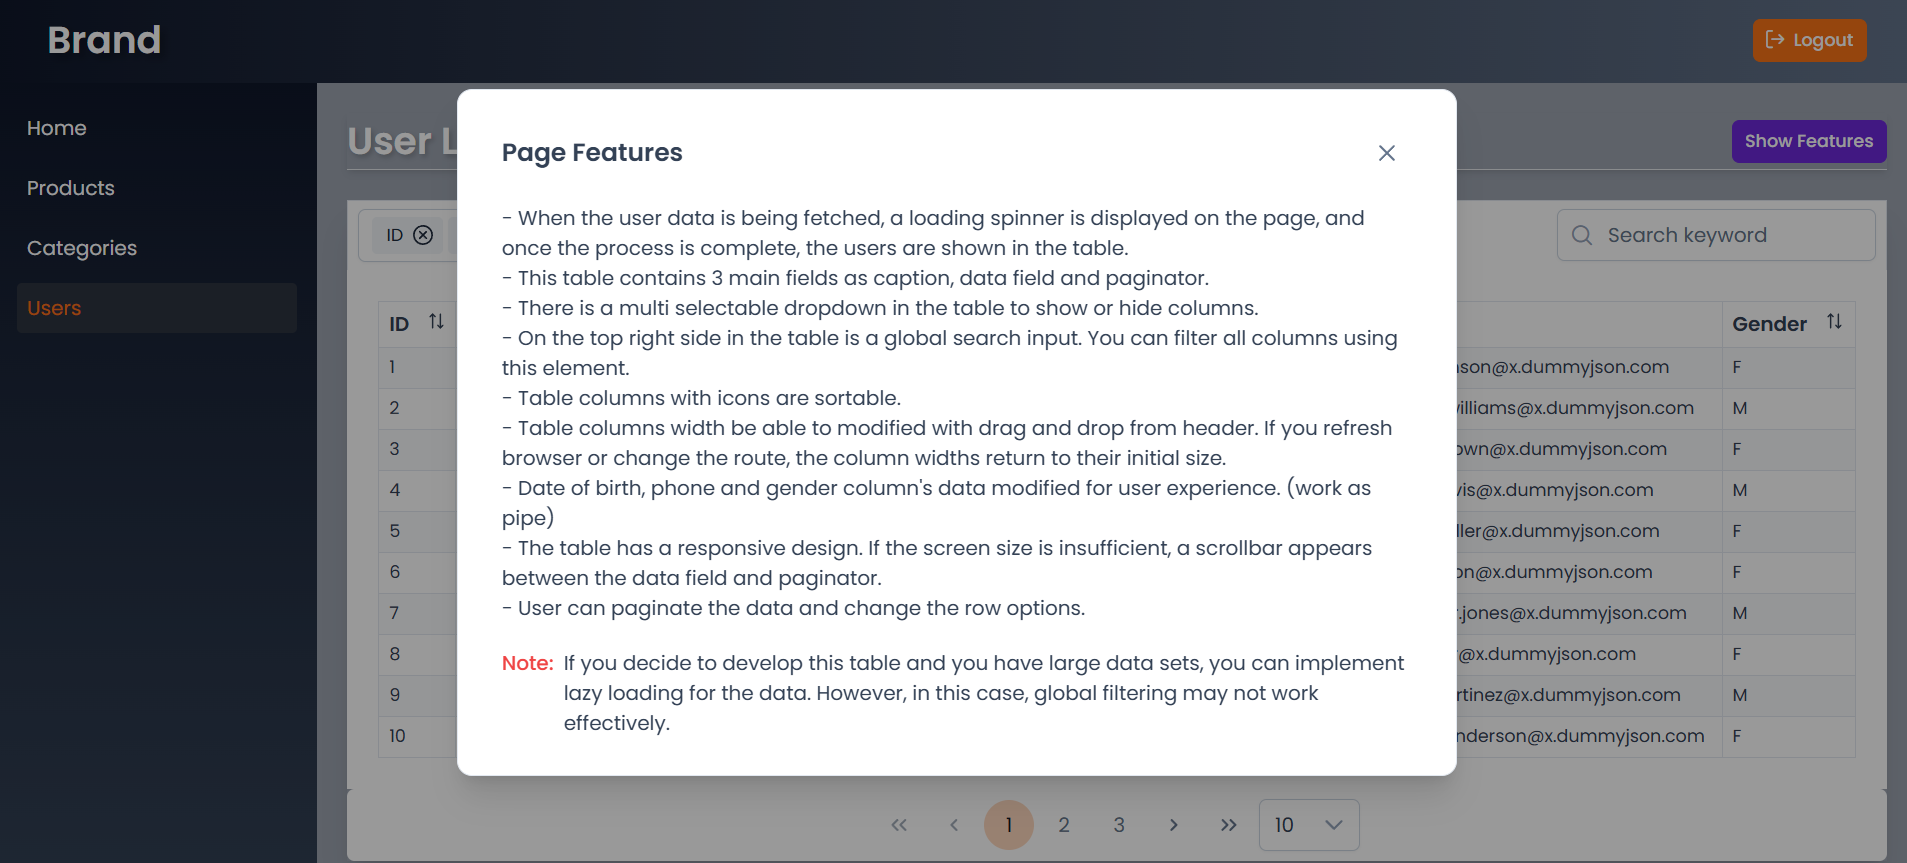 Brand
Logout
Home
Products
Categories
Users
User L
Show Features
ID
Search keyword
Page Features
- When the user data is being fetched, a loading spinner is displayed on the page, and
once the process is complete, the users are shown in the table.
- This table contains 3 main fields as caption, data field and paginator.
- There is a multi selectable dropdown in the table to show or hide columns.
- On the top right side in the table is a global search input. You can filter all columns using
this element.
- Table columns with icons are sortable.
- Table columns width be able to modified with drag and drop from header. If you refresh
browser or change the route, the column widths return to their initial size.
- Date of birth, phone and gender column's data modified for user experience. (work as
pipe)
- The table has a responsive design. If the screen size is insufficient, a scrollbar appears
between the data field and paginator.
- User can paginate the data and change the row options.
Note: If you decide to develop this table and you have large data sets, you can implement
lazy loading for the data. However, in this case, global filtering may not work
effectively.
ID Gender
1 nson@x.dummyjson.com F
2 villiams@x.dummyjson.com M
3 own@x.dummyjson.com F
4 vis@x.dummyjson.com M
5 ller@x.dummyjson.com F
6 on@x.dummyjson.com F
7 r.jones@x.dummyjson.com M
8 @x.dummyjson.com F
9 rtinez@x.dummyjson.com M
10 nderson@x.dummyjson.com F
1 2 3 10